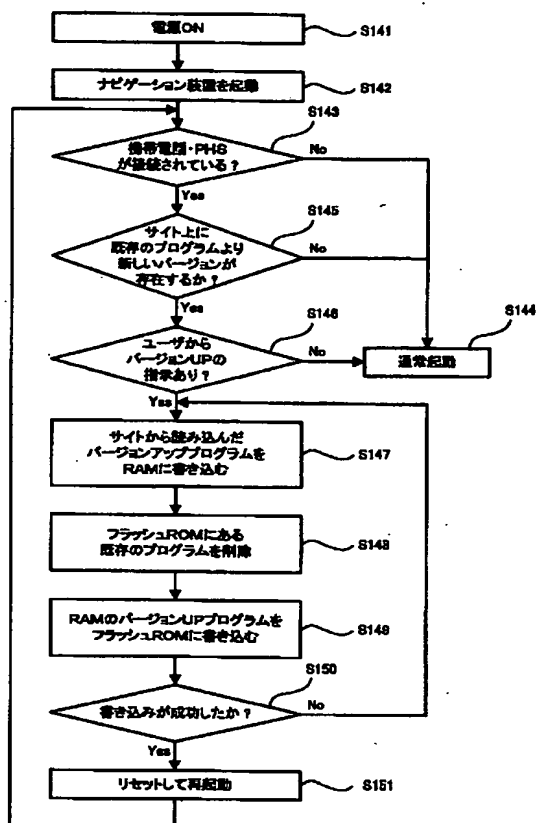 電源ON
S141
ナビゲーション装置を起動
S142
S143
携帯電話・PHS
が接続されている？
No
Yes
S145
サイト上に
既存のプログラムより
新しいバージョンが
存在するか？
No
Yes
S146
ユーザから
バージョンUPの
指示あり？
No
S144
通常起動
Yes
サイトから読み込んだ
バージョンアッププログラムを
RAMに書き込む
S147
フラッシュROMにある
既存のプログラムを削除
S148
RAMのバージョンUPプログラムを
フラッシュROMに書き込む
S149
S150
書き込みが成功したか？
No
Yes
リセットして再起動
S151